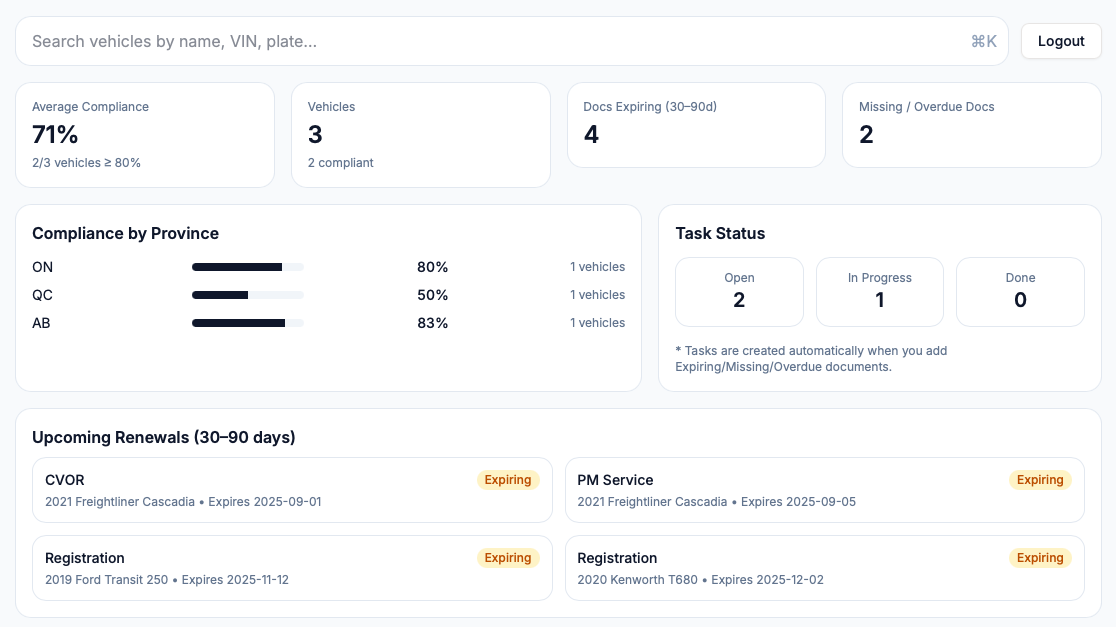 Search vehicles by name, VIN, plate...
⌘K
Logout
Average Compliance
71%
2/3 vehicles ≥ 80%
Vehicles
3
2 compliant
Docs Expiring (30–90d)
4
Missing / Overdue Docs
2
Compliance by Province
ON 80% 1 vehicles
QC 50% 1 vehicles
AB 83% 1 vehicles
Task Status
Open
2
In Progress
1
Done
0
* Tasks are created automatically when you add
Expiring/Missing/Overdue documents.
Upcoming Renewals (30–90 days)
CVOR Expiring
2021 Freightliner Cascadia • Expires 2025-09-01
PM Service Expiring
2021 Freightliner Cascadia • Expires 2025-09-05
Registration Expiring
2019 Ford Transit 250 • Expires 2025-11-12
Registration Expiring
2020 Kenworth T680 • Expires 2025-12-02